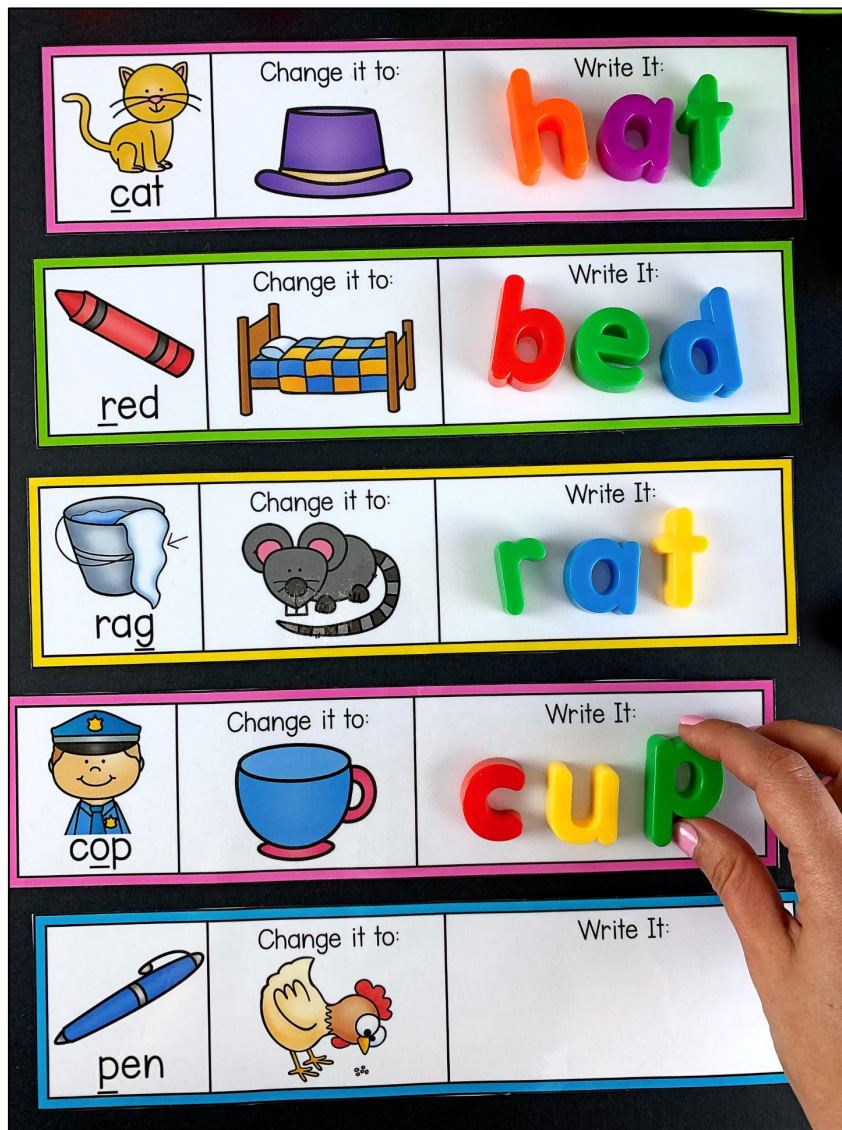 Change it to:
Write It:
hat
cat
Change it to:
Write It:
bed
red
Change it to:
Write It:
rat
rag
Change it to:
Write It:
cup
cop
Change it to:
Write It:
pen